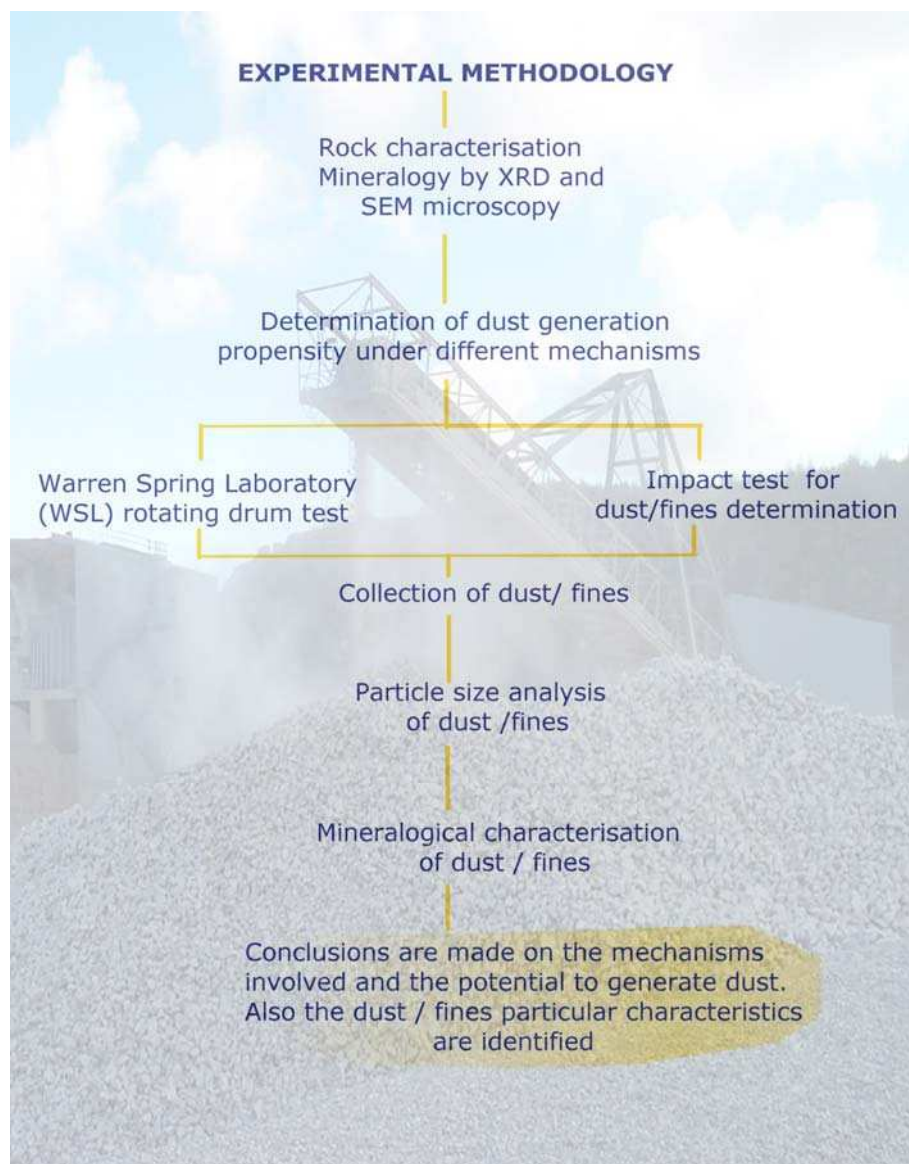 EXPERIMENTAL METHODOLOGY
Rock characterisation
Mineralogy by XRD and
SEM microscopy
Determination of dust generation
propensity under different mechanisms
Warren Spring Laboratory
(WSL) rotating drum test
Impact test for
dust/fines determination
Collection of dust/ fines
Particle size analysis
of dust /fines
Mineralogical characterisation
of dust / fines
Conclusions are made on the mechanisms
involved and the potential to generate dust.
Also the dust / fines particular characteristics
are identified